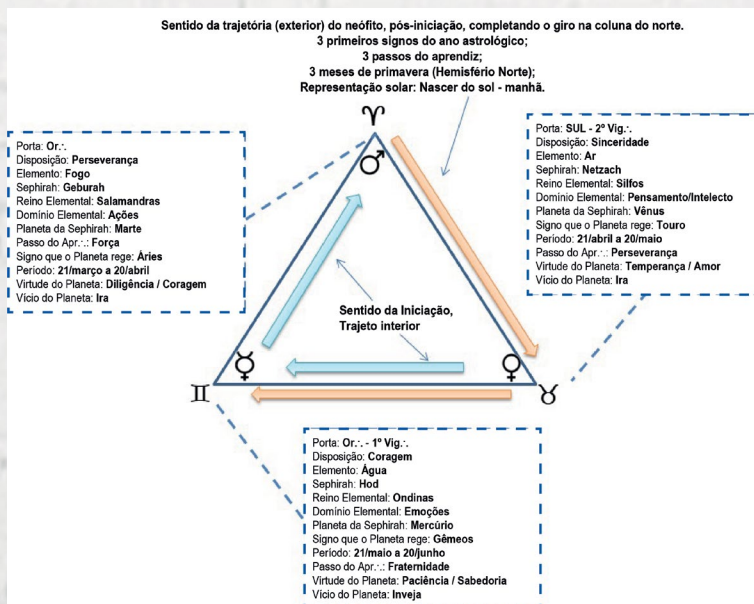 Sentido da trajetória (exterior) do neófito, pós-iniciação, completando o giro na coluna do norte.
3 primeiros signos do ano astrológico;
3 passos do aprendiz;
3 meses de primavera (Hemisfério Norte);
Representação solar: Nascer do sol - manhã.
♈
♂
Porta: Or∴.
Disposição: Perseverança
Elemento: Fogo
Sephirah: Geburah
Reino Elemental: Salamandras
Domínio Elemental: Ações
Planeta da Sephirah: Marte
Passo do Apr∴.: Força
Signo que o Planeta rege: Áries
Período: 21/março a 20/abril
Virtude do Planeta: Diligência / Coragem
Vício do Planeta: Ira
Porta: SUL - 2º Vig∴.
Disposição: Sinceridade
Elemento: Ar
Sephirah: Netzach
Reino Elemental: Silfos
Domínio Elemental: Pensamento/Intelecto
Planeta da Sephirah: Vênus
Signo que o Planeta rege: Touro
Período: 21/abril a 20/maio
Passo do Apr∴.: Perseverança
Virtude do Planeta: Temperança / Amor
Vício do Planeta: Ira
Sentido da Iniciação,
Trajeto interior
☿
♀
♊
♉
Porta: Or∴. - 1º Vig∴.
Disposição: Coragem
Elemento: Água
Sephirah: Hod
Reino Elemental: Ondinas
Domínio Elemental: Emoções
Planeta da Sephirah: Mercúrio
Signo que o Planeta rege: Gêmeos
Período: 21/maio a 20/junho
Passo do Apr∴.: Fraternidade
Virtude do Planeta: Paciência / Sabedoria
Vício do Planeta: Inveja